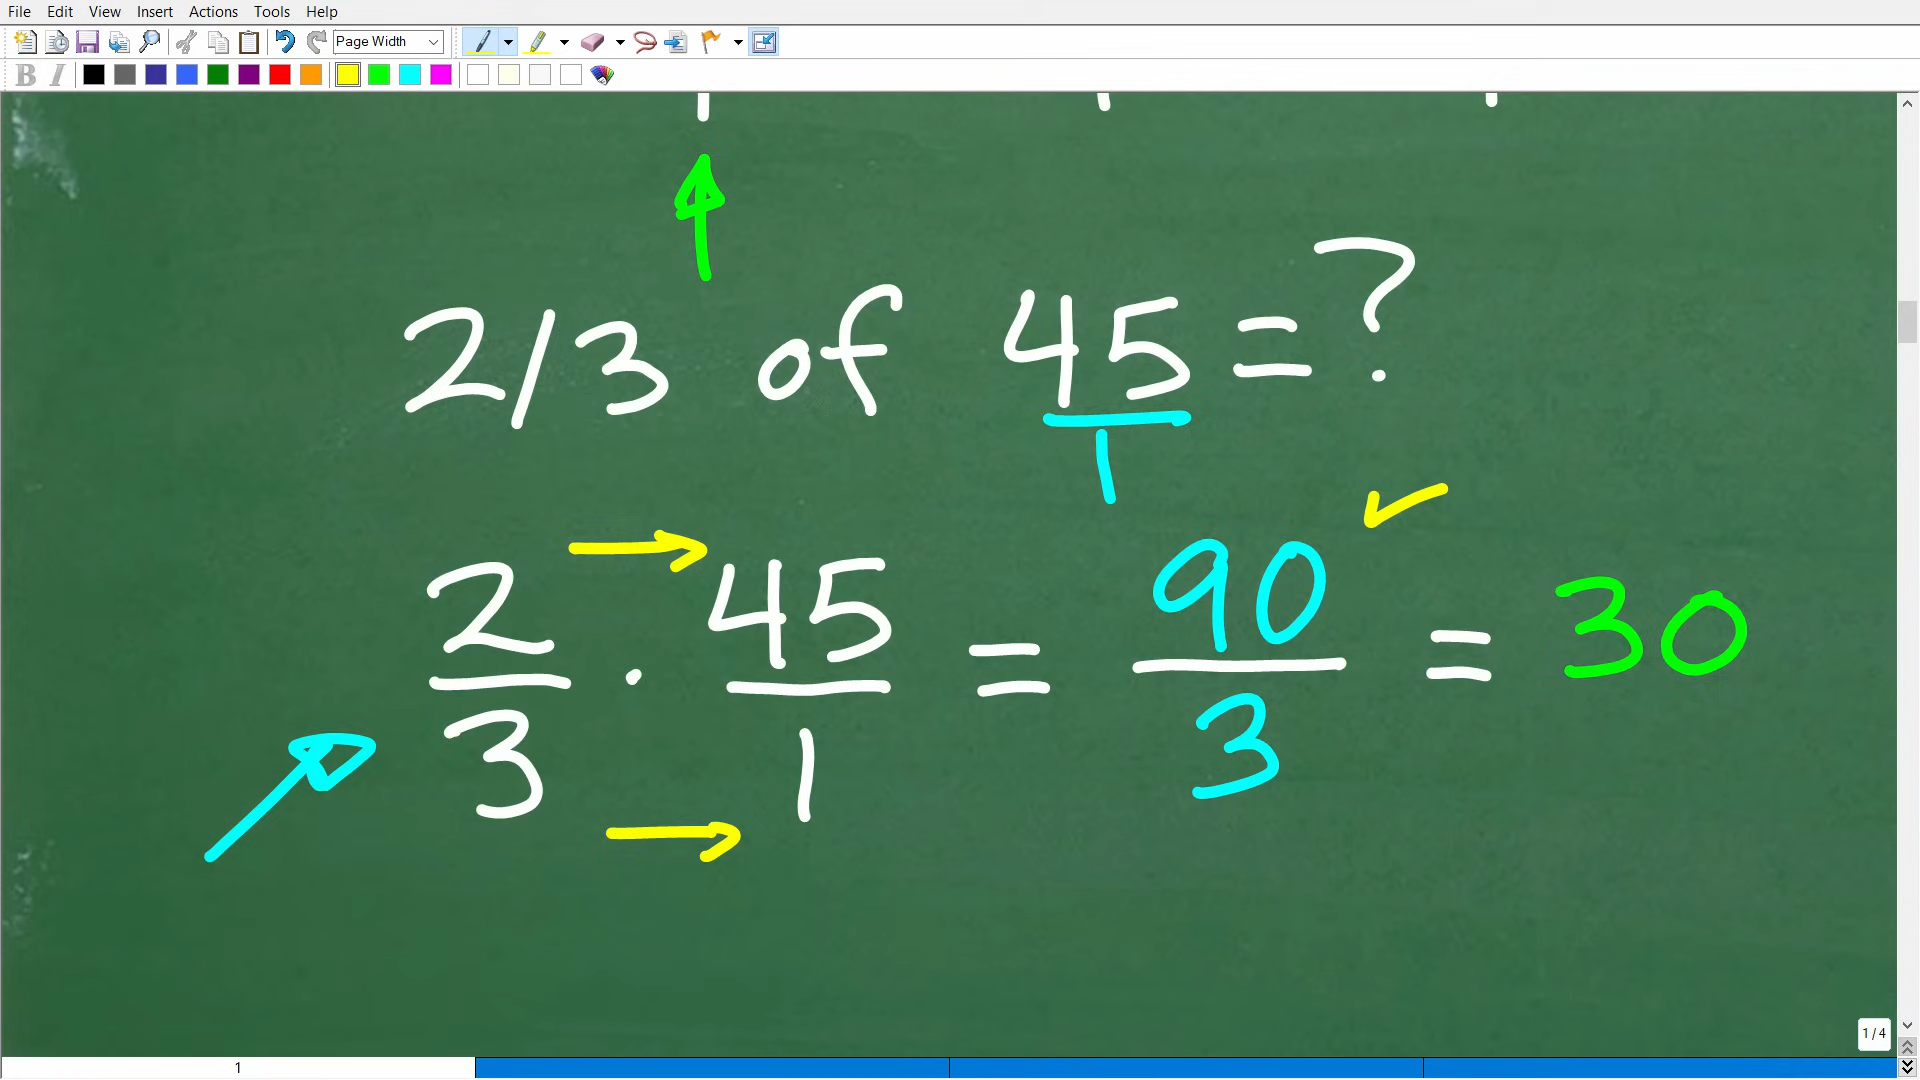 File Edit View Insert Actions Tools Help
Page Width
B I
2/3 of 45/1 = ?
2/3 · 45/1 = 90/3 = 30
1 / 4
1